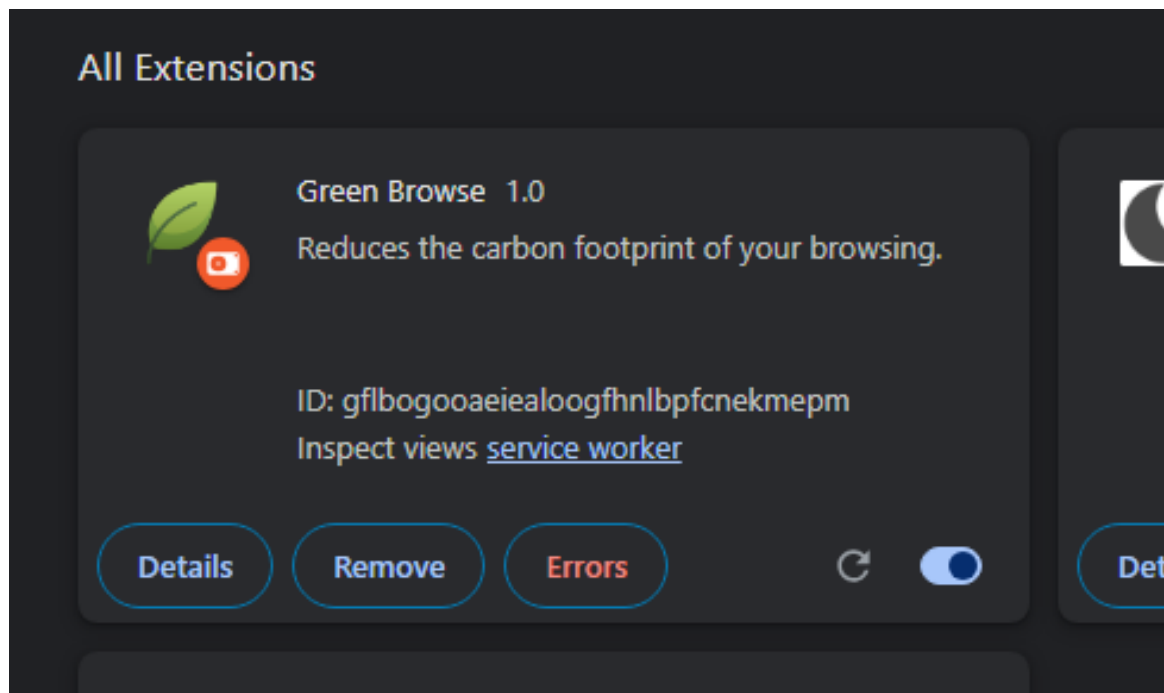 All Extensions
Green Browse 1.0
Reduces the carbon footprint of your browsing.
ID: gflbogooaeiealoogfhnlbpfcnekmepm
Inspect views service worker
Details Remove Errors Det